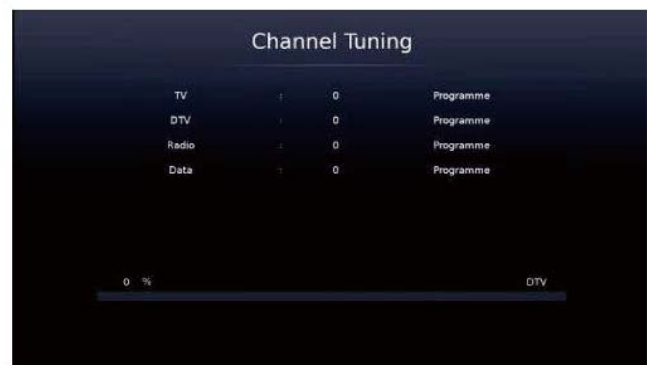 Channel Tuning
TV : 0 Programme
DTV : 0 Programme
Radio : 0 Programme
Data : 0 Programme
0 % DTV